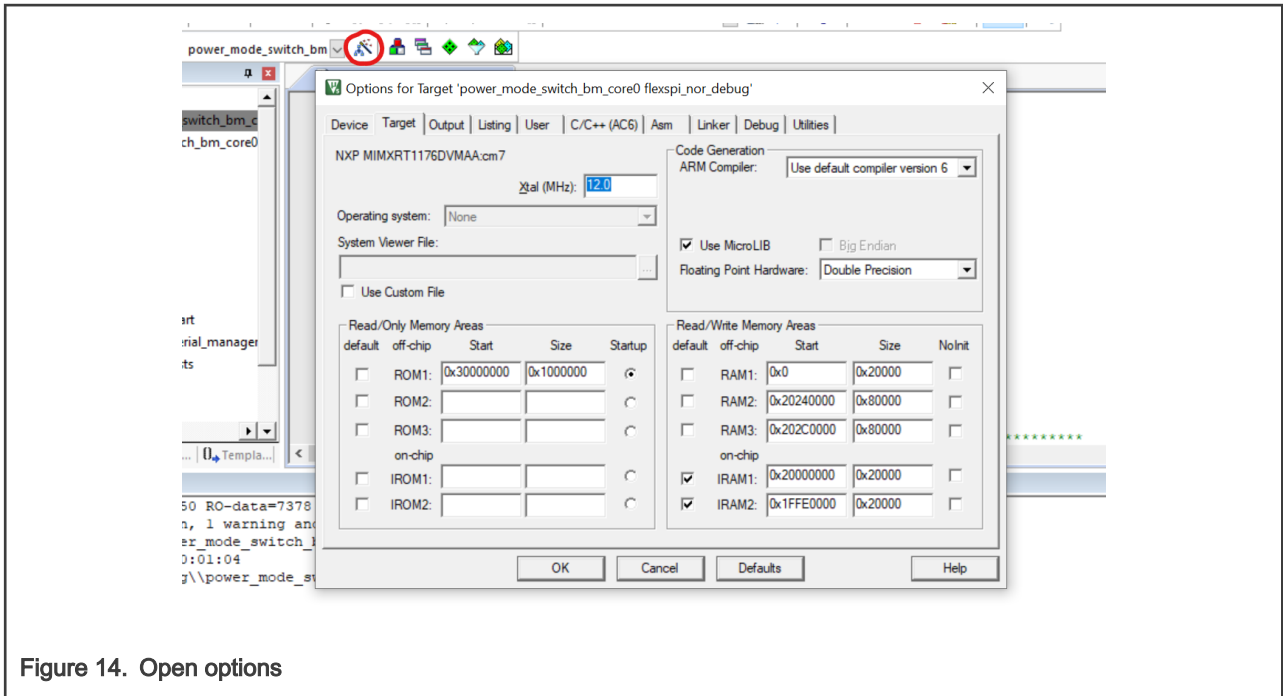 power_mode_switch_bm
Options for Target 'power_mode_switch_bm_core0 flexspi_nor_debug'
Device Target Output Listing User C/C++ (AC6) Asm Linker Debug Utilities
switch_bm_c
ch_bm_core0
NXP MIMXRT1176DVMAA:cm7
Xtal (MHz): 12.0
Operating system: None
System Viewer File:
...
Use Custom File
Code Generation
ARM Compiler: Use default compiler version 6
Use MicroLIB Big Endian
Floating Point Hardware: Double Precision
art
erial_manager
sts
... Templa...
Read/Only Memory Areas
default off-chip Start Size Startup
ROM1: 0x30000000 0x1000000
ROM2:
ROM3:
on-chip
IROM1:
IROM2:
Read/Write Memory Areas
default off-chip Start Size NoInit
RAM1: 0x0 0x20000
RAM2: 0x20240000 0x80000
RAM3: 0x202C0000 0x80000
on-chip
IRAM1: 0x20000000 0x20000
IRAM2: 0x1FFE0000 0x20000
*********
50 RO-data=7378
n, 1 warning and
er_mode_switch_
0:01:04
g\\power_mode_s
OK Cancel Defaults Help
Figure 14. Open options